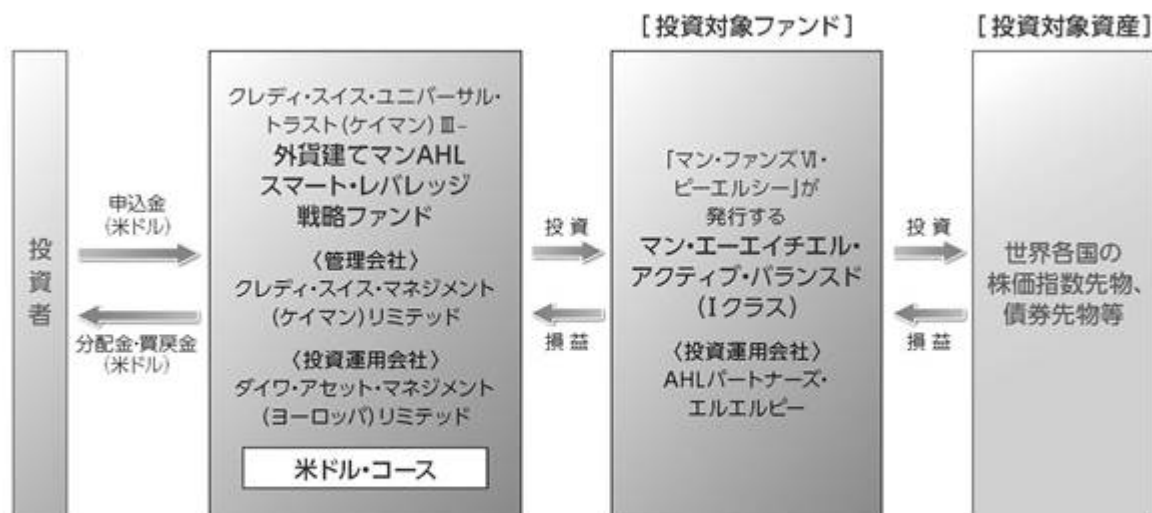 [投資対象ファンド]
[投資対象資産]
投資者
申込金
(米ドル)
分配金・買戻金
(米ドル)
クレディ・スイス・ユニバーサル・
トラスト(ケイマン)Ⅲ-
外貨建てマンAHL
スマート・レバレッジ
戦略ファンド
〈管理会社〉
クレディ・スイス・マネジメント
(ケイマン)リミテッド
〈投資運用会社〉
ダイワ・アセット・マネジメント
(ヨーロッパ)リミテッド
米ドル・コース
投資
損益
「マン・ファンズⅥ・
ピーエルシー」が
発行する
マン・エーエイチエル・
アクティブ・バランスド
(Iクラス)
〈投資運用会社〉
AHLパートナーズ・
エルエルピー
投資
損益
世界各国の
株価指数先物、
債券先物等